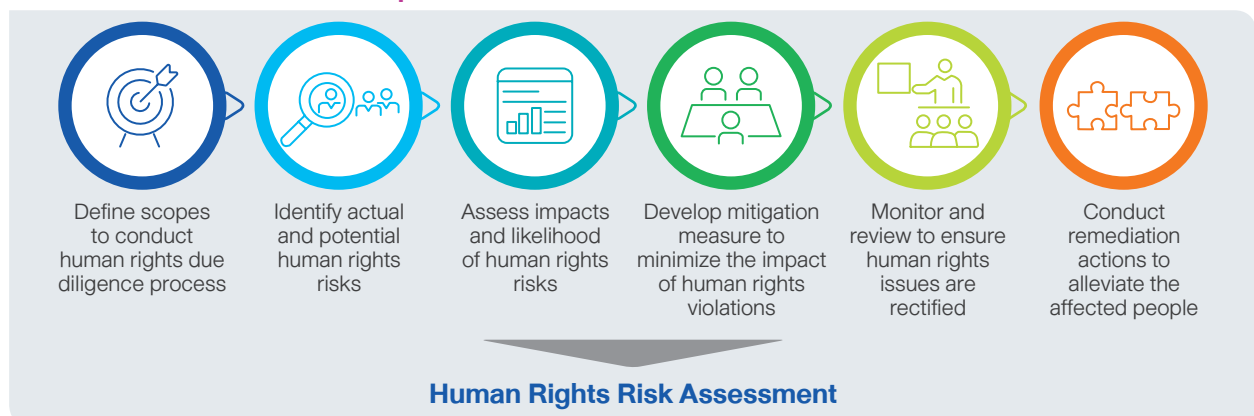 Define scopes
to conduct
human rights due
diligence process
Identify actual
and potential
human rights
risks
Assess impacts
and likelihood
of human rights
risks
Develop mitigation
measure to
minimize the impact
of human rights
violations
Monitor and
review to ensure
human rights
issues are
rectified
Conduct
remediation
actions to
alleviate the
affected people
Human Rights Risk Assessment